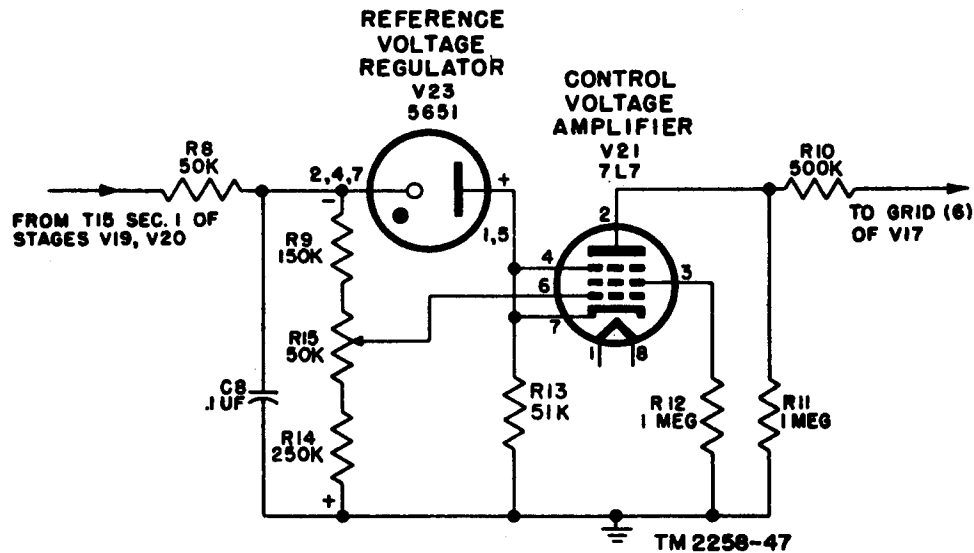 REFERENCE
VOLTAGE
REGULATOR
V23
5651
CONTROL
VOLTAGE
AMPLIFIER
V21
7L7
R8
50K
2,4,7
+
R10
500K
FROM T15 SEC. 1 OF
STAGES V19, V20
-
1,5
2
TO GRID (6)
OF V17
R9
150K
4
3
6
7
R15
50K
1
8
C8
.1UF
R13
51K
R12
1 MEG
R11
1 MEG
R14
250K
+
TM 2258-47